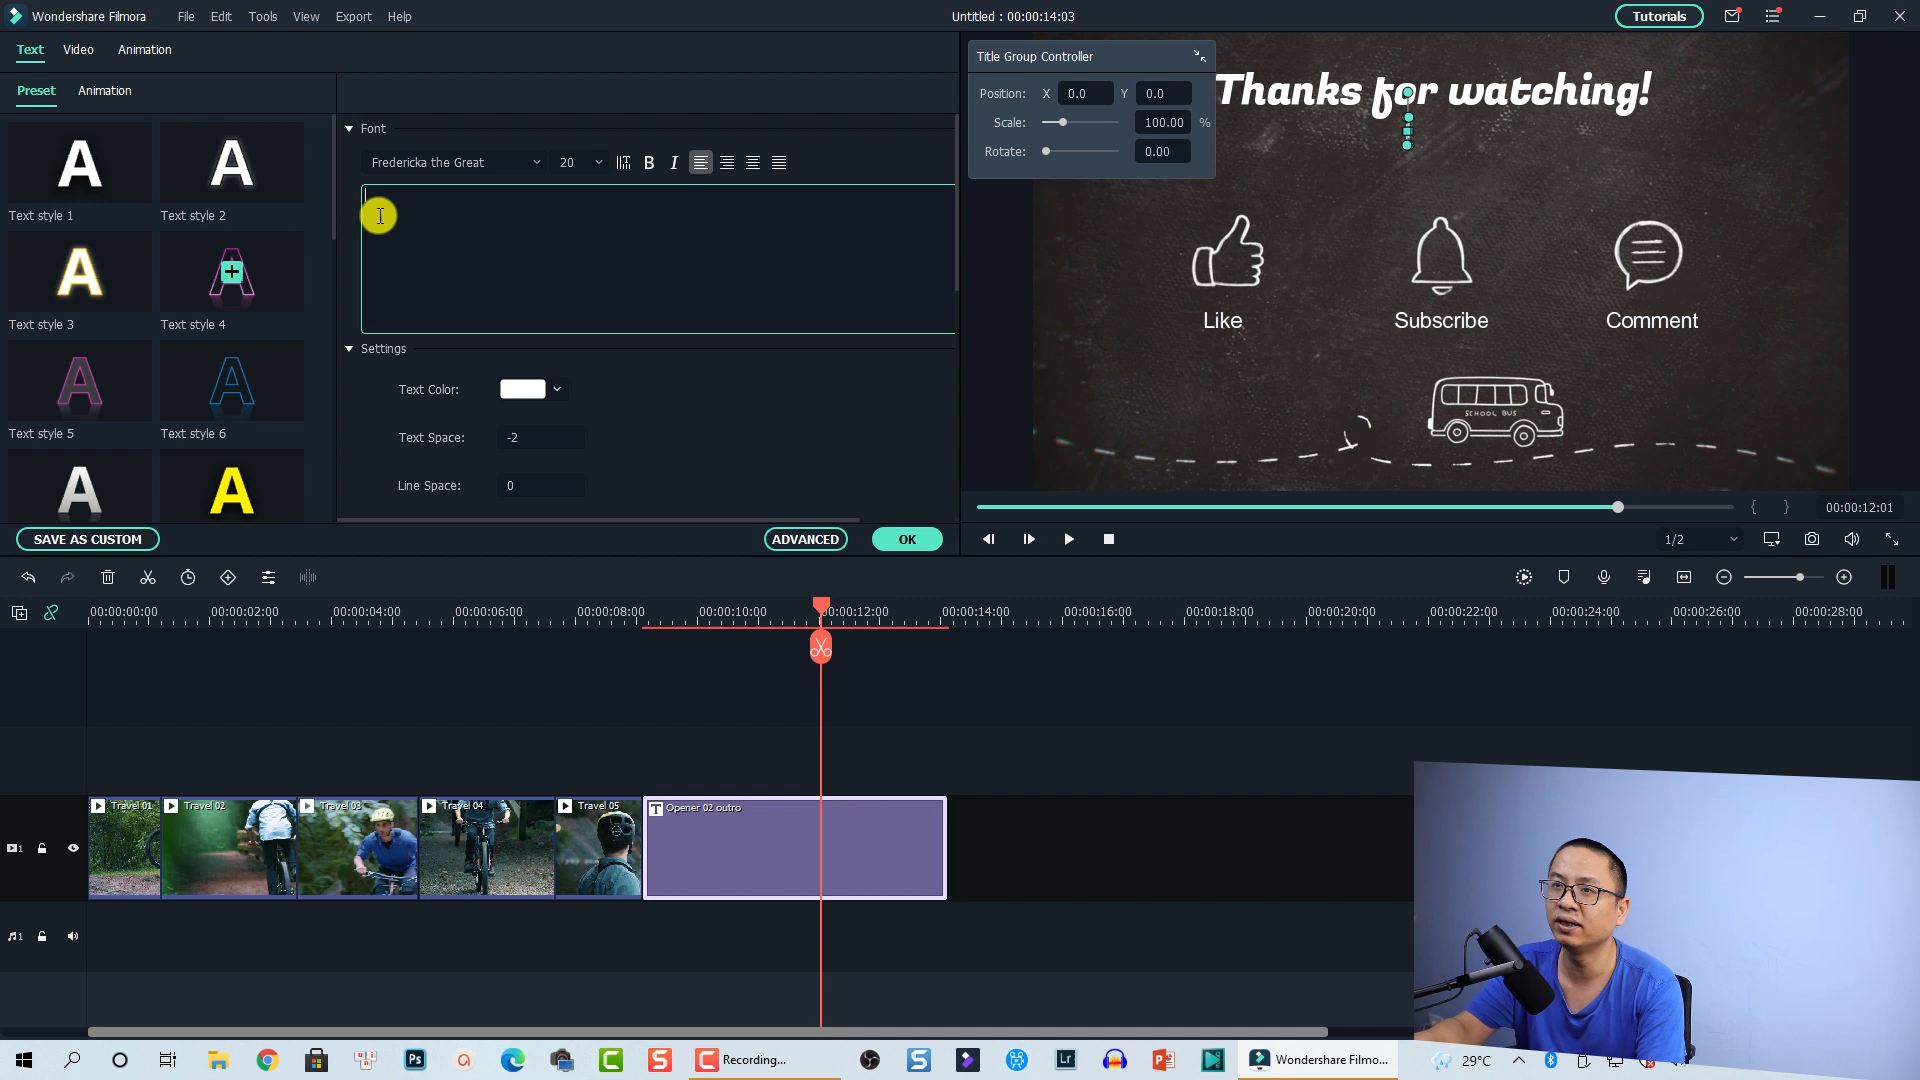 Wondershare Filmora File Edit Tools View Export Help
Untitled : 00:00:14:03
Tutorials
Text Video Animation
Preset Animation
Text style 1
Text style 2
Text style 3
Text style 4
Text style 5
Text style 6
Font
Fredericka the Great 20 B I
Settings
Text Color:
Text Space: -2
Line Space: 0
SAVE AS CUSTOM ADVANCED OK
Title Group Controller
Position: X 0.0 Y 0.0
Scale: 100.00 %
Rotate: 0.00
Thanks for watching!
Like Subscribe Comment
SCHOOL BUS
{ } 00:00:12:01
1/2
00:00:00:00 00:00:02:00 00:00:04:00 00:00:06:00 00:00:08:00 00:00:10:00 00:00:12:00 00:00:14:00 00:00:16:00 00:00:18:00 00:00:20:00 00:00:22:00 00:00:24:00 00:00:26:00 00:00:28:00
Travel 01 Travel 02 Travel 03 Travel 04 Travel 05 T Opener 02 outro
1
1
Ps Recording... Lr Wondershare Filmo... 29°C